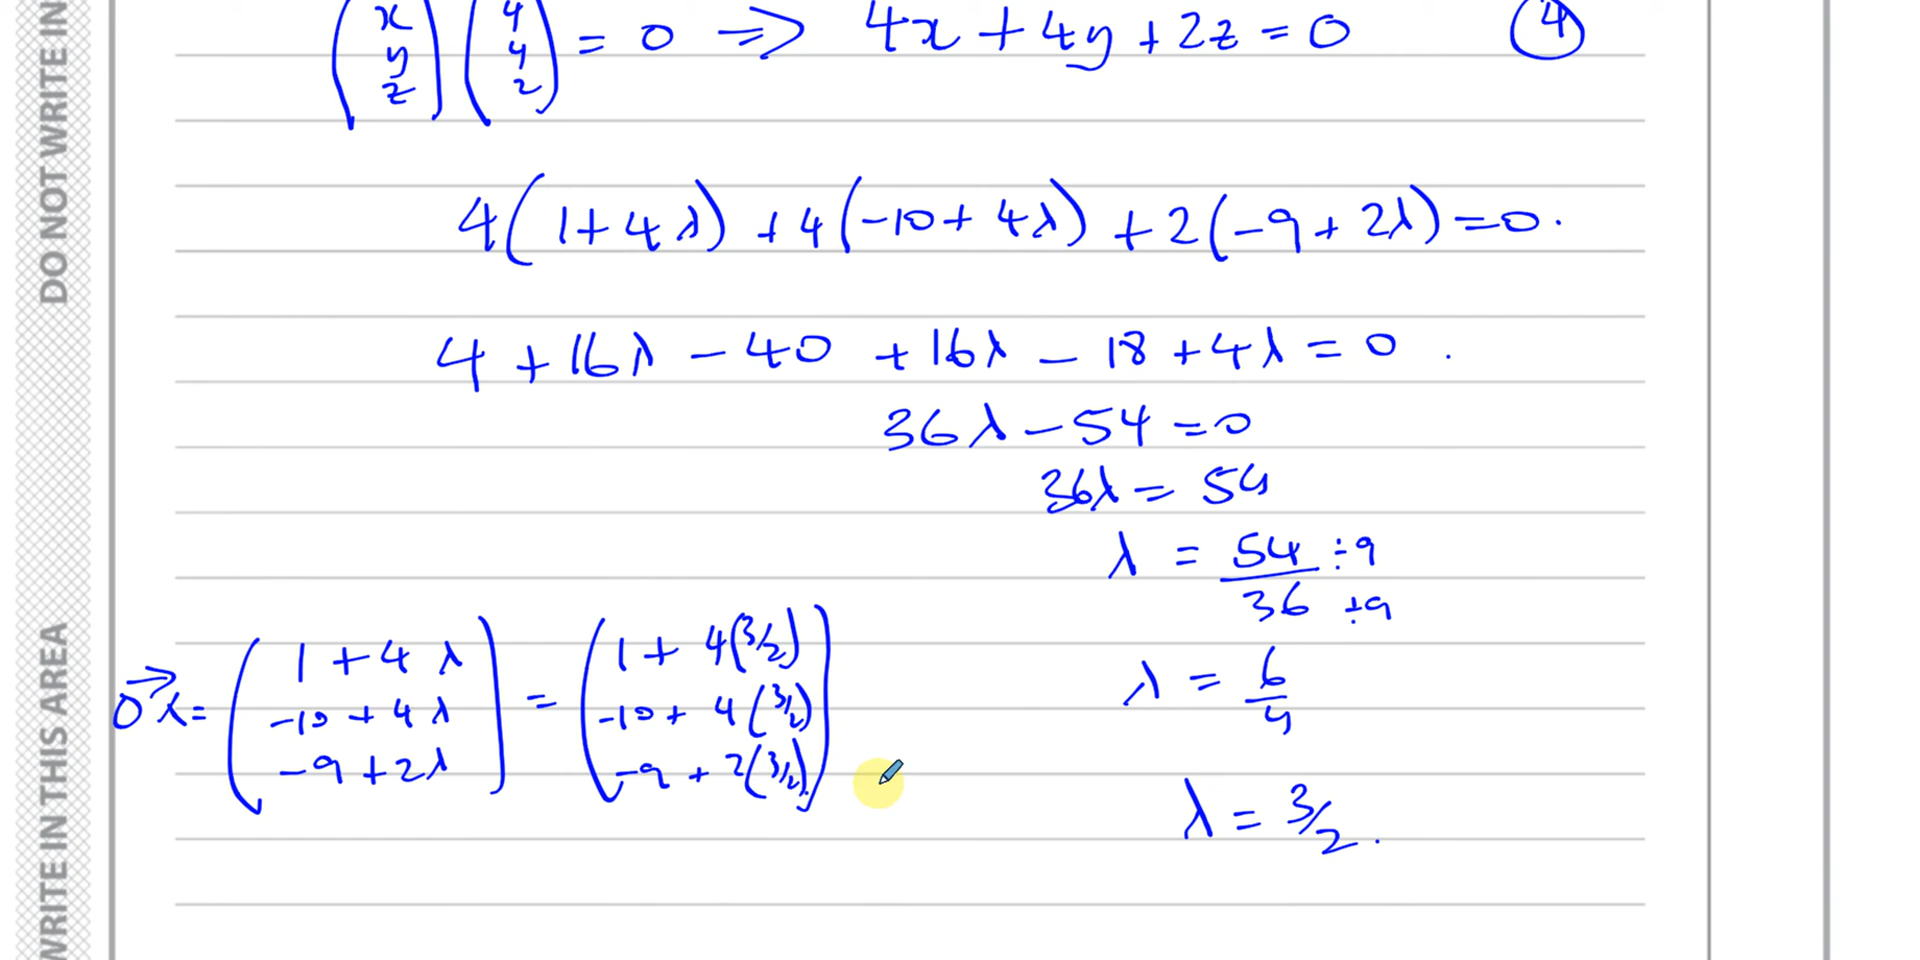 DO NOT WRITE IN
WRITE IN THIS AREA
(x y z)(4 4 2) = 0 ⇒ 4x + 4y + 2z = 0 ④
4(1+4λ) + 4(-10+4λ) + 2(-9+2λ) = 0.
4 + 16λ - 40 + 16λ - 18 + 4λ = 0.
36λ - 54 = 0
36λ = 54
λ = 54 ÷9
36 ÷9
OX = (1 + 4λ) = (1 + 4(3/2))
-10 + 4λ -10 + 4(3/2)
-9 + 2λ -9 + 2(3/2)
λ = 6/4
λ = 3/2.